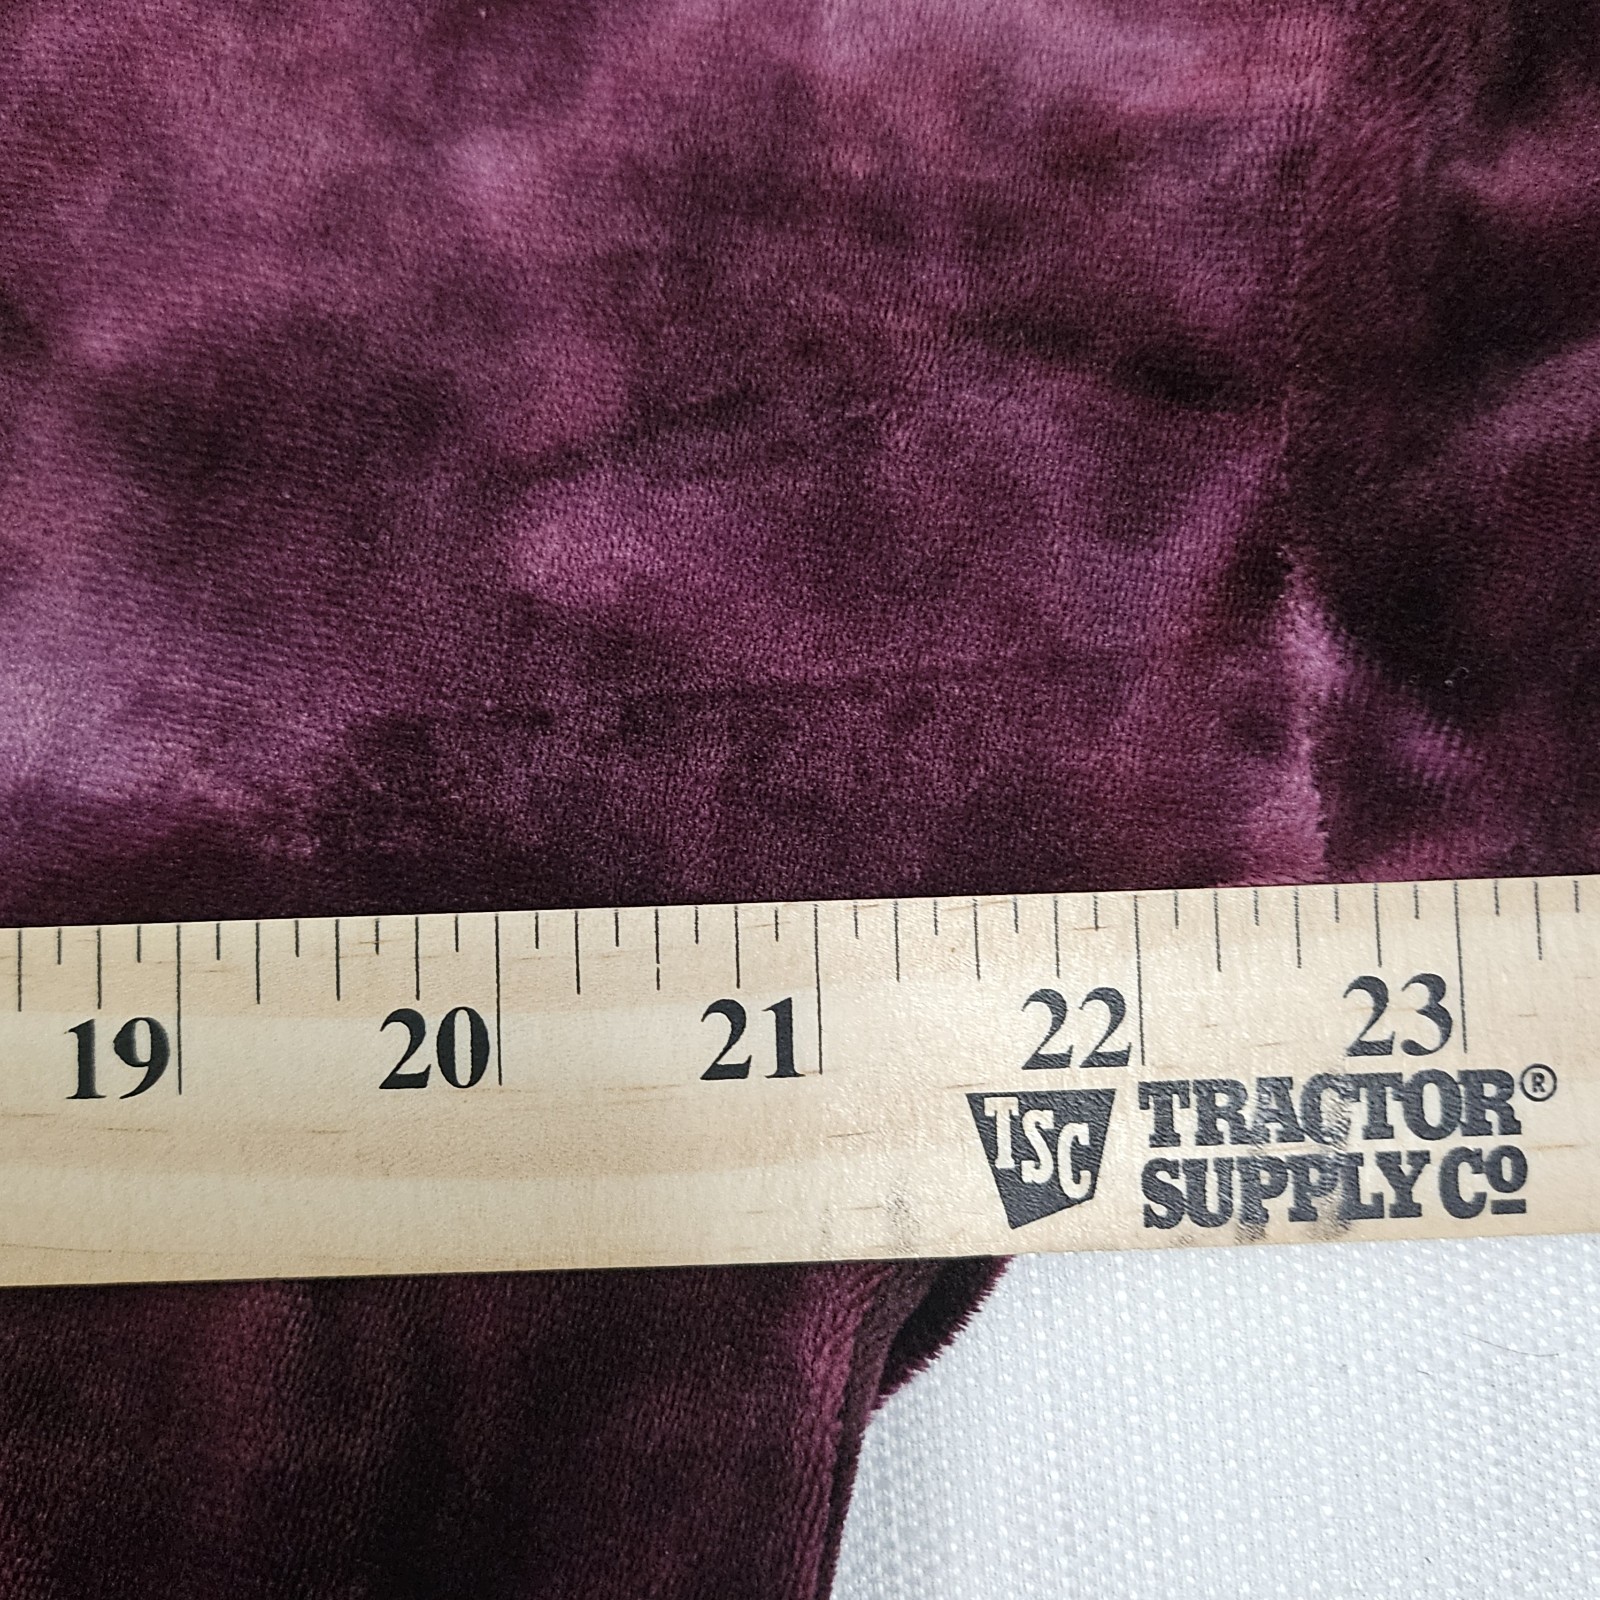 19 20 21 22 23
TSC TRACTOR®
SUPPLY Cº